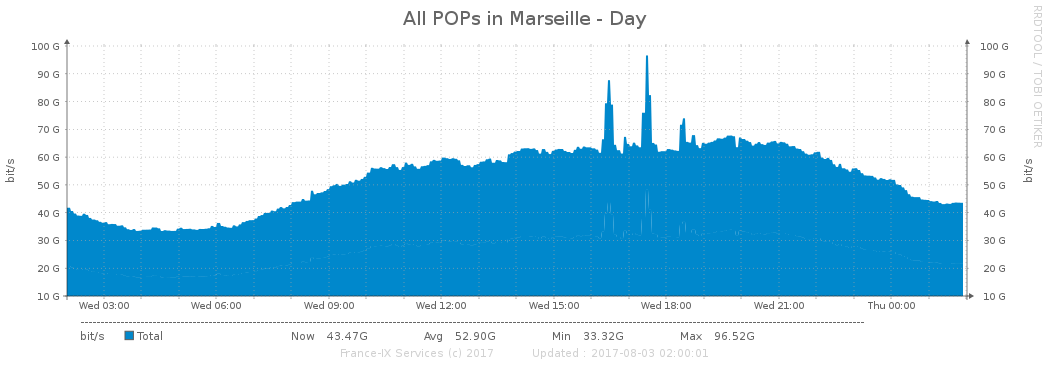 All POPs in Marseille - Day
RRDTOOL / TOBI OETIKER
bit/s
100 G
90 G
80 G
70 G
60 G
50 G
40 G
30 G
20 G
10 G
100 G
90 G
80 G
70 G
60 G
50 G
40 G
30 G
20 G
10 G
bit/s
Wed 03:00 Wed 06:00 Wed 09:00 Wed 12:00 Wed 15:00 Wed 18:00 Wed 21:00 Thu 00:00
bit/s Total Now 43.47G Avg 52.90G Min 33.32G Max 96.52G
France-IX Services (c) 2017 Updated : 2017-08-03 02:00:01